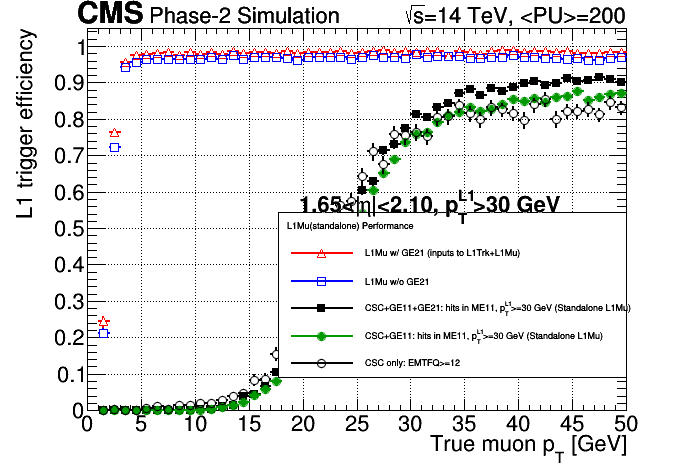 CMS Phase-2 Simulation √s=14 TeV, <PU>=200
L1 trigger efficiency
1
0.9
0.8
0.7
0.6
0.5
0.4
0.3
0.2
0.1
0
1.65<|η|<2.10, p_T^L1>30 GeV
L1Mu(standalone) Performance
L1Mu w/ GE21 (inputs to L1Trk+L1Mu)
L1Mu w/o GE21
CSC+GE11+GE21: hits in ME11, p_T^L1>=30 GeV (Standalone L1Mu)
CSC+GE11: hits in ME11, p_T^L1>=30 GeV (Standalone L1Mu)
CSC only: EMTFQ>=12
0 5 10 15 20 25 30 35 40 45 50
True muon p_T [GeV]